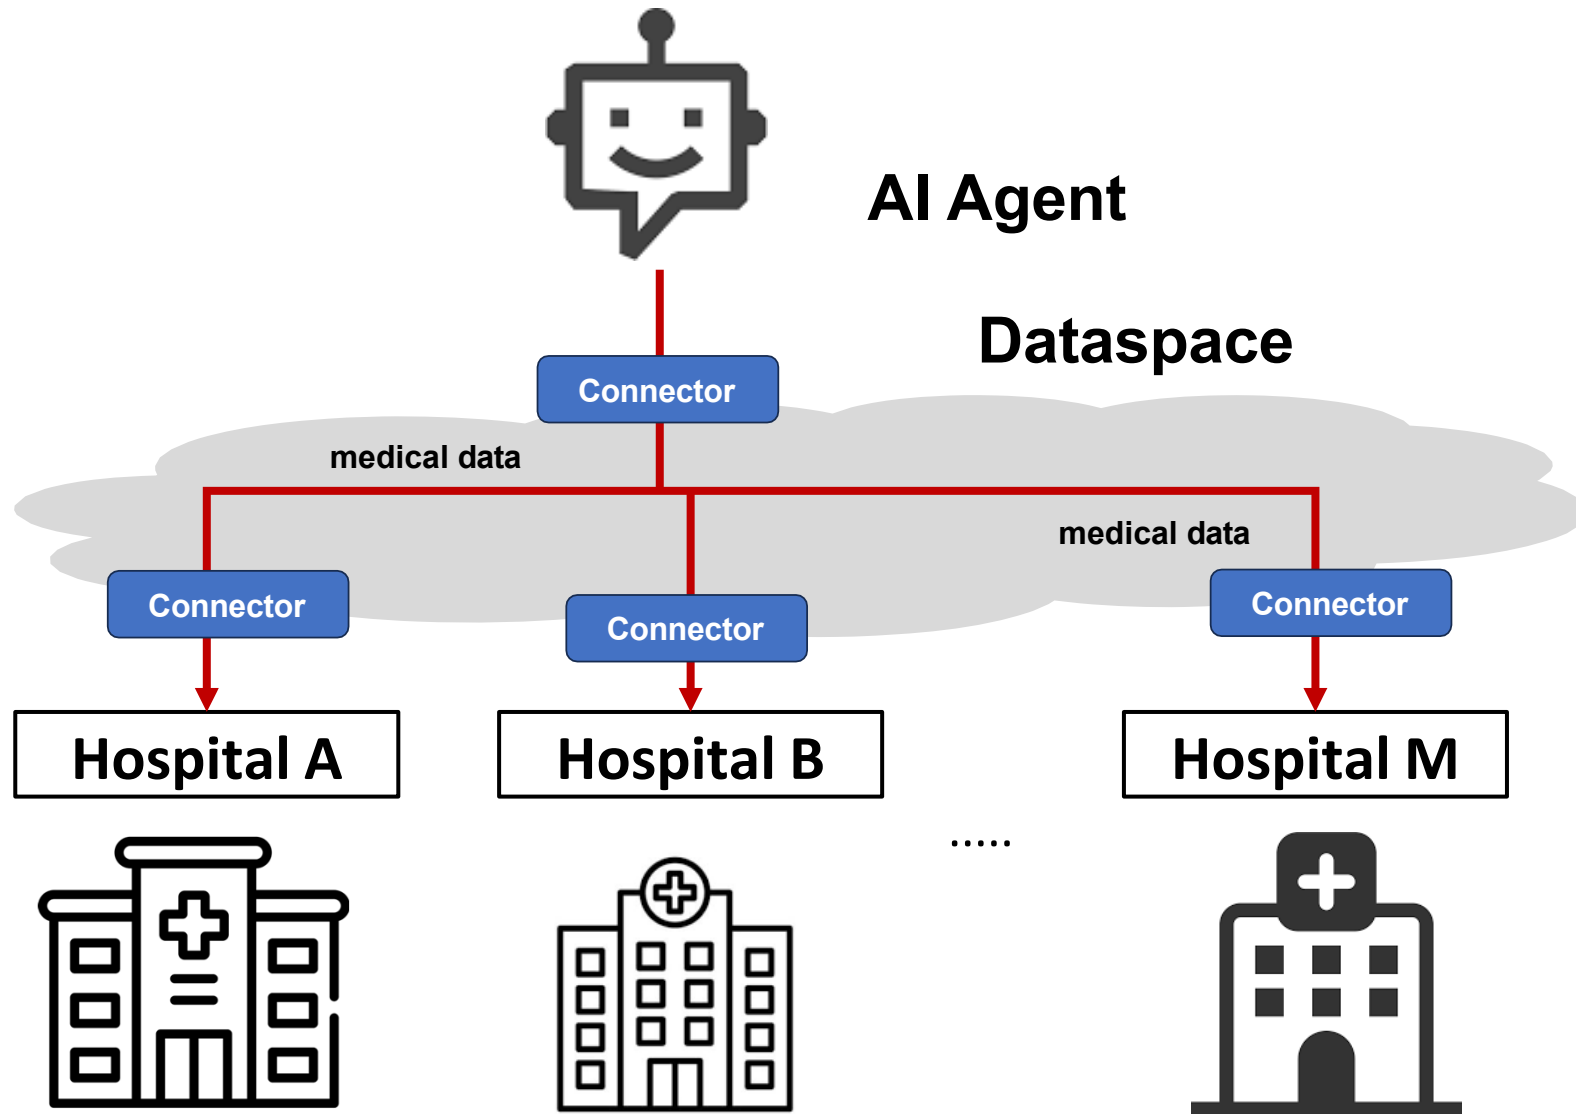 AI Agent
Dataspace
Connector
medical data
medical data
Connector
Connector
Connector
Hospital A
Hospital B
Hospital M
.....